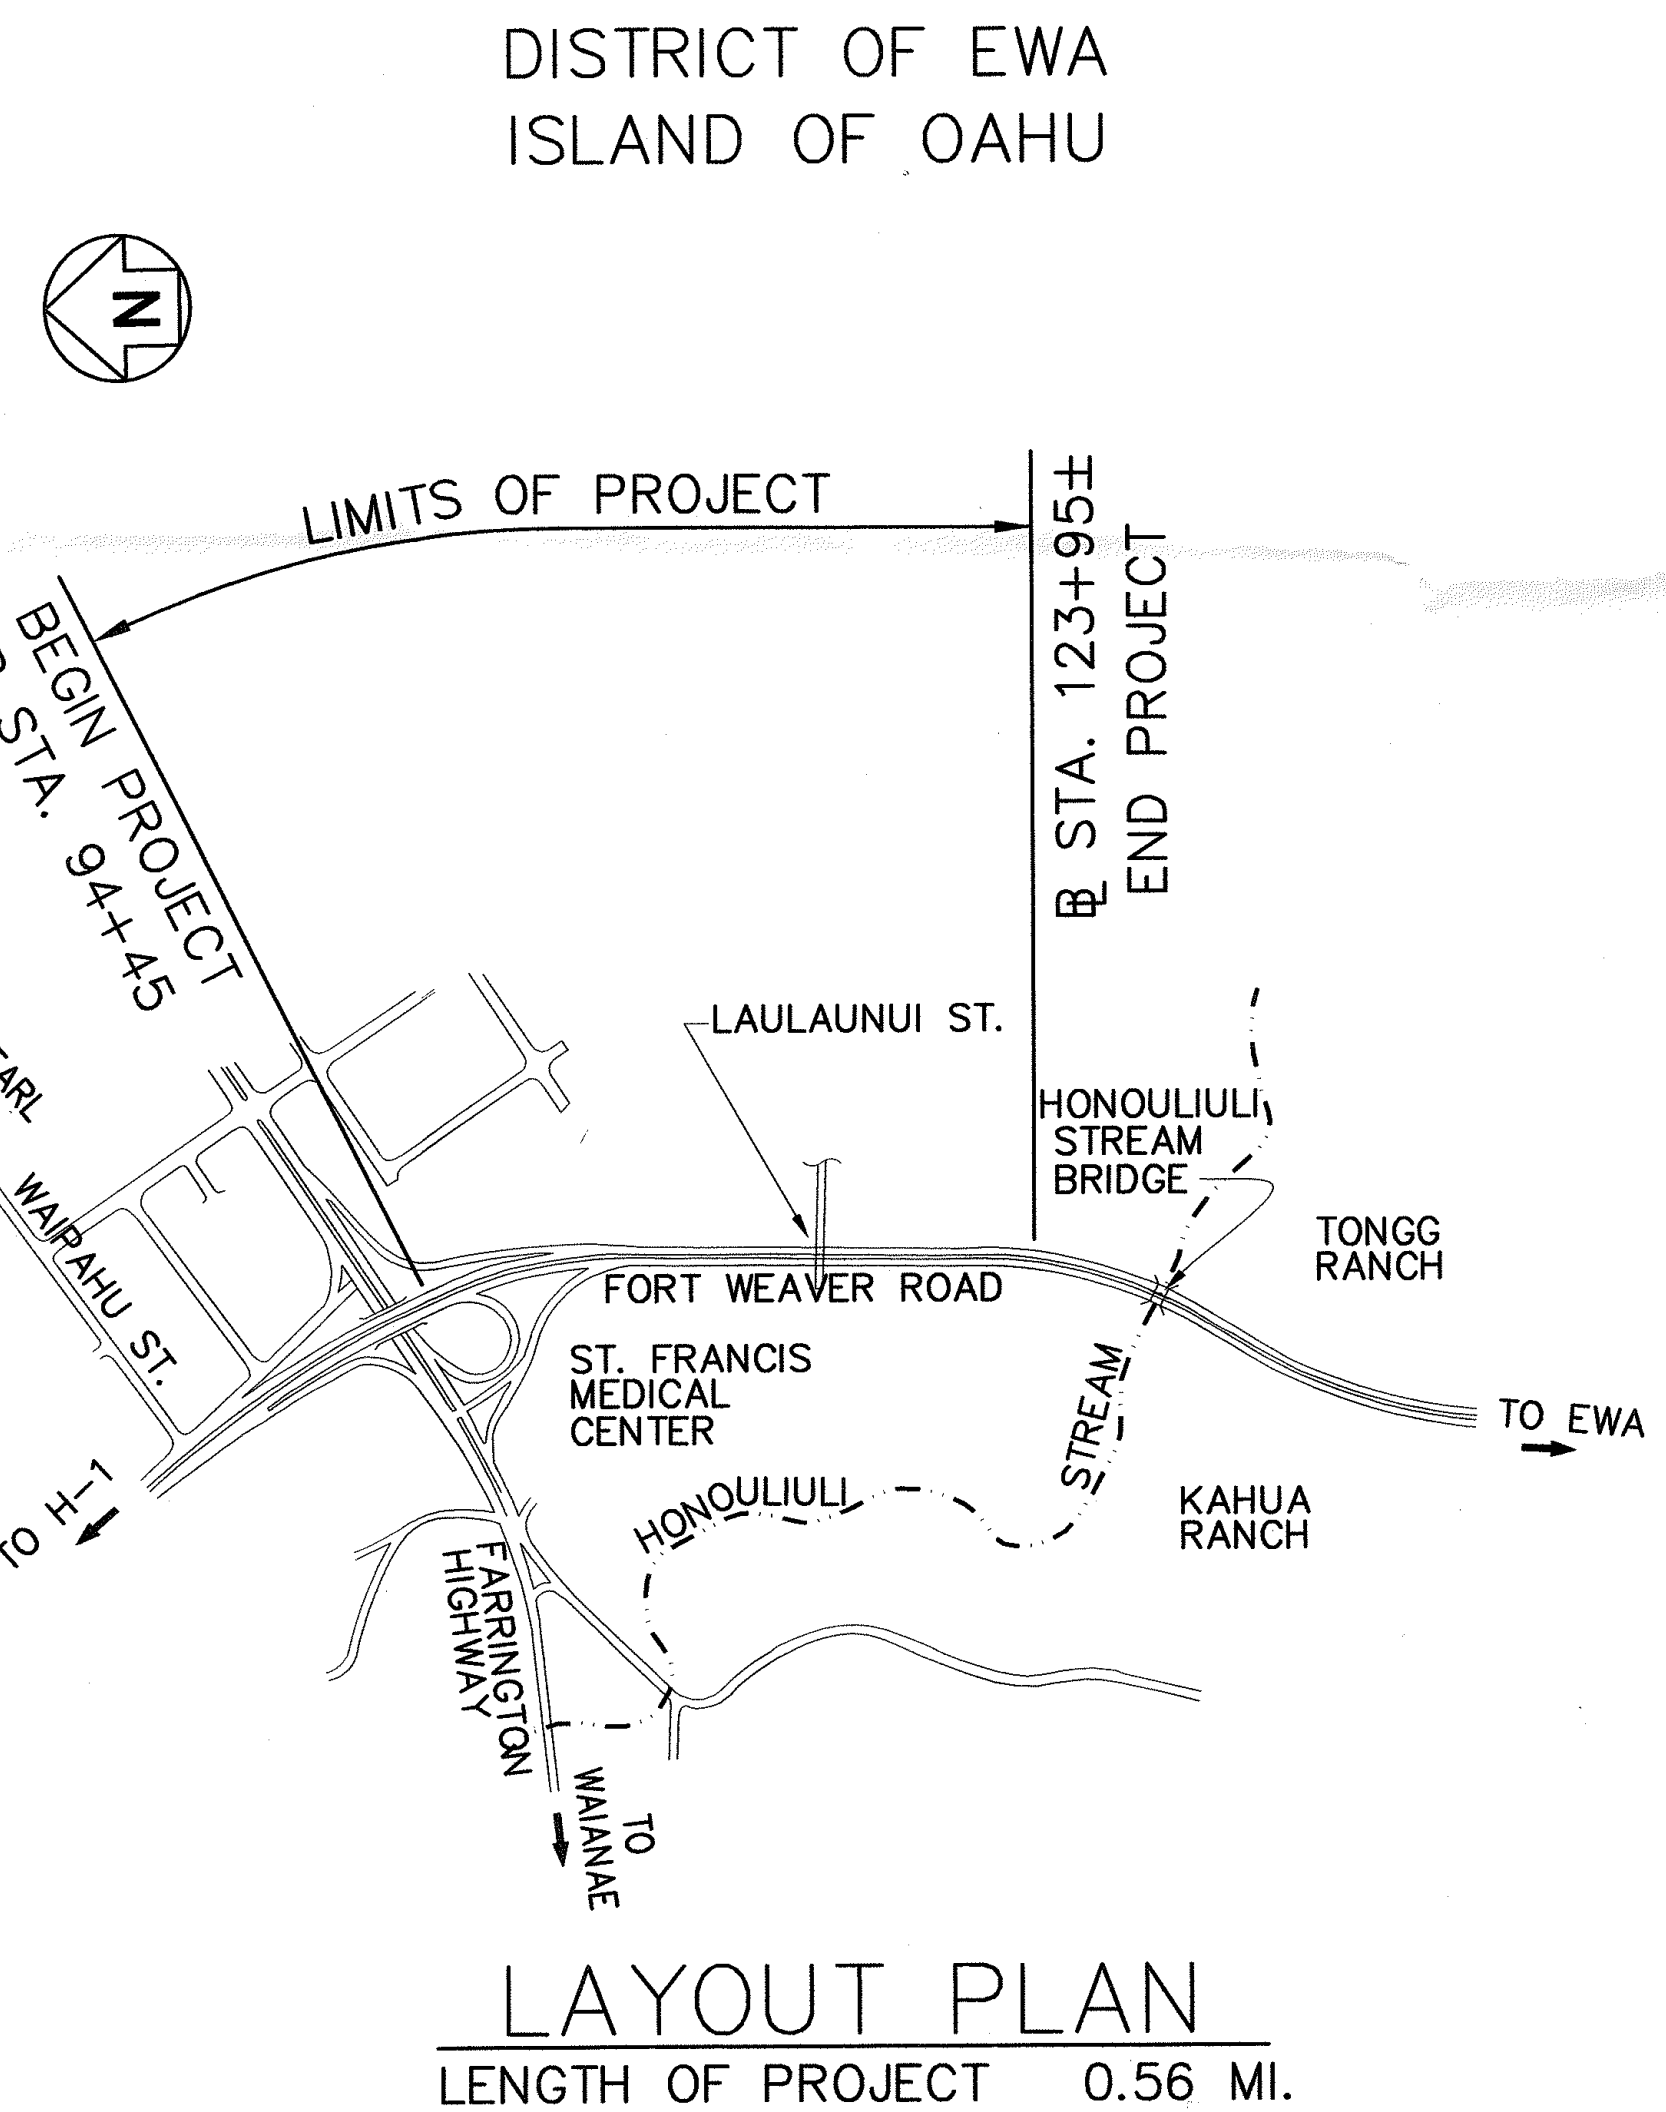 DISTRICT OF EWA
ISLAND OF OAHU
N
LIMITS OF PROJECT
BEGIN PROJECT
STA. 94+45
B STA. 123+95±
L
END PROJECT
LAULAUNUI ST.
HONOULIULI
STREAM
BRIDGE
TONGG
RANCH
WAIPAHU ST.
FORT WEAVER ROAD
ST. FRANCIS
MEDICAL
CENTER
STREAM
TO EWA
TO H-1
HONOULIULI
KAHUA
RANCH
FARRINGTON
HIGHWAY
TO
WAIANAE
LAYOUT PLAN
LENGTH OF PROJECT 0.56 MI.